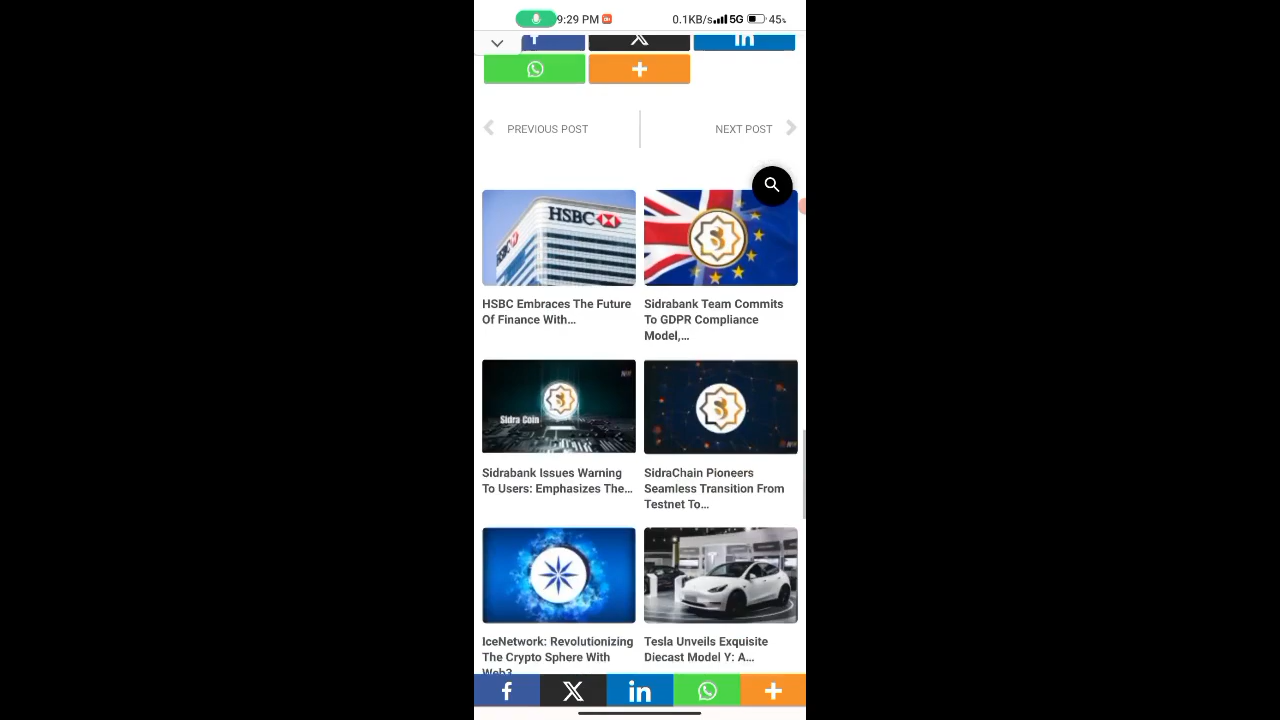 9:29 PM 0.1KB/s 5G 45%
PREVIOUS POST NEXT POST
HSBC
HSBC Embraces The Future
Of Finance With...
Sidrabank Team Commits
To GDPR Compliance
Model,...
Sidra Coin
Sidrabank Issues Warning
To Users: Emphasizes The...
SidraChain Pioneers
Seamless Transition From
Testnet To...
IceNetwork: Revolutionizing
The Crypto Sphere With
Web3
Tesla Unveils Exquisite
Diecast Model Y: A...